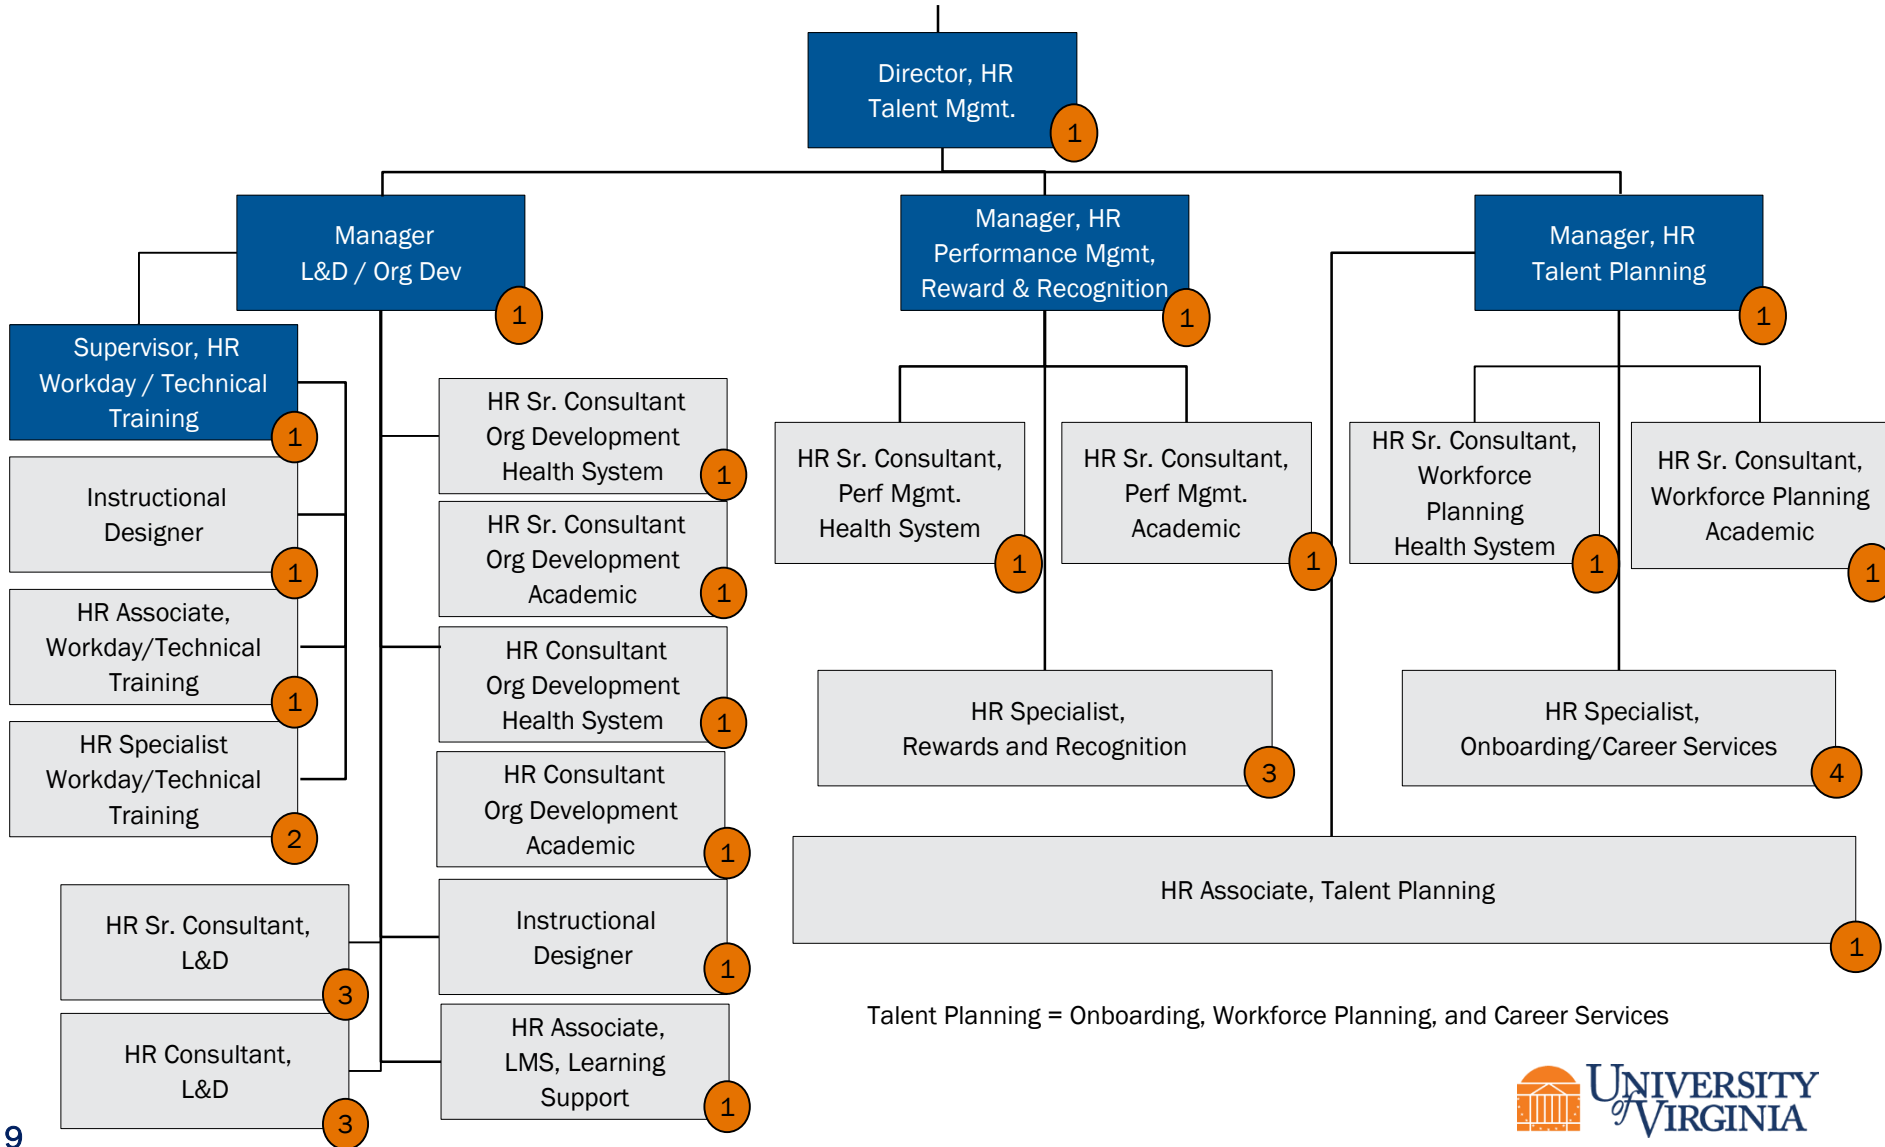 Director, HR
Talent Mgmt.
1
Manager
L&D / Org Dev
1
Manager, HR
Performance Mgmt,
Reward & Recognition
1
Manager, HR
Talent Planning
1
Supervisor, HR
Workday / Technical
Training
1
Instructional
Designer
1
HR Associate,
Workday/Technical
Training
1
HR Specialist
Workday/Technical
Training
2
HR Sr. Consultant,
L&D
3
HR Consultant,
L&D
3
HR Sr. Consultant
Org Development
Health System
1
HR Sr. Consultant
Org Development
Academic
1
HR Consultant
Org Development
Health System
1
HR Consultant
Org Development
Academic
1
Instructional
Designer
1
HR Associate,
LMS, Learning
Support
1
HR Sr. Consultant,
Perf Mgmt.
Health System
1
HR Sr. Consultant,
Perf Mgmt.
Academic
1
HR Specialist,
Rewards and Recognition
3
HR Sr. Consultant,
Workforce
Planning
Health System
1
HR Sr. Consultant,
Workforce Planning
Academic
1
HR Specialist,
Onboarding/Career Services
4
HR Associate, Talent Planning
1
Talent Planning = Onboarding, Workforce Planning, and Career Services
UNIVERSITY
of VIRGINIA
9